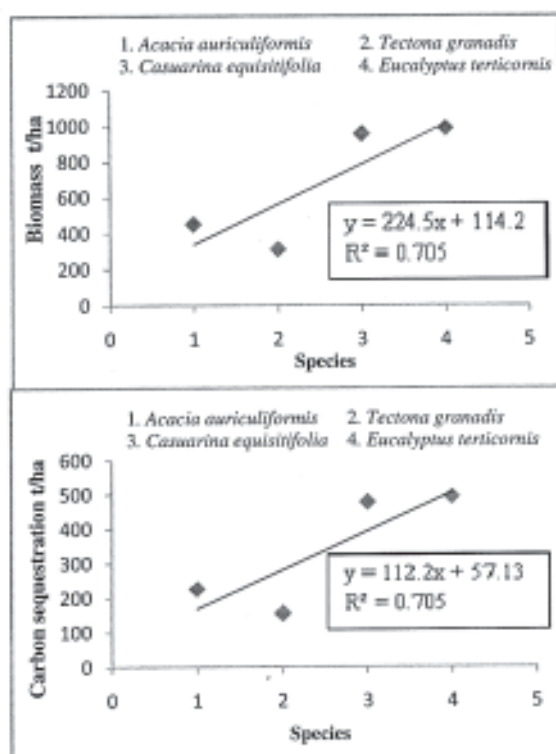 1. Acacia auriculiformis 2. Tectona granadis
3. Casuarina equisitifolia 4. Eucalyptus terticornis
Biomass t/ha
1200
1000
800
600
400
200
0
y = 224.5x + 114.2
R² = 0.705
0 1 2 3 4 5
Species
1. Acacia auriculiformis 2. Tectona granadis
3. Casuarina equisitifolia 4. Eucalyptus terticornis
Carbon sequestration t/ha
600
500
400
300
200
100
0
y = 112.2x + 57.13
R² = 0.705
0 1 2 3 4 5
Species